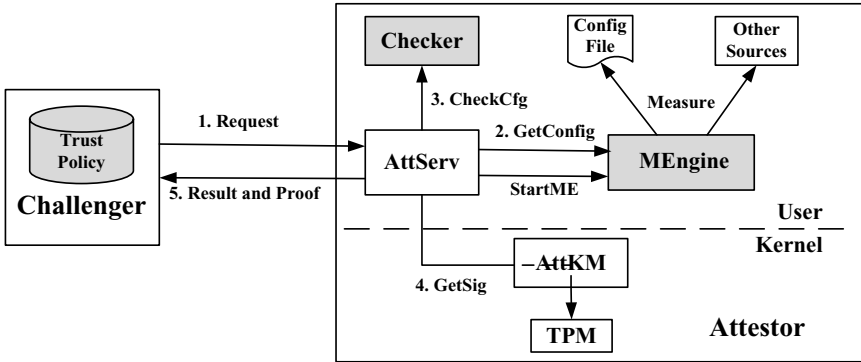 Checker
Config
File
Other
Sources
3. CheckCfg
Measure
1. Request
2. GetConfig
Trust
Policy
AttServ
MEngine
Challenger
5. Result and Proof
StartME
User
Kernel
4. GetSig
AttKM
TPM
Attestor